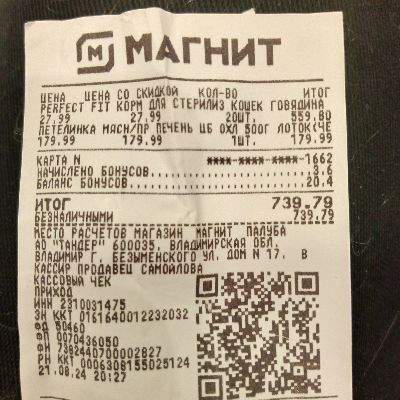 М МАГНИТ
ЦЕНА ЦЕНА СО СКИДКОЙ КОЛ-ВО ИТОГ
PERFECT FIT КОРМ ДЛЯ СТЕРИЛИЗ КОШЕК ГОВЯДИНА
27.99 27.99 20ШТ. 559.80
ПЕТЕЛИНКА МЯСН/ПР ПЕЧЕНЬ ЦБ ОХЛ 500Г ЛОТОК(ЧЕ
179.99 179.99 1ШТ. 179.99
КАРТА N ****-****-****-1662
НАЧИСЛЕНО БОНУСОВ 3.6
БАЛАНС БОНУСОВ 20.4
ИТОГ 739.79
БЕЗНАЛИЧНЫМИ 739.79
МЕСТО РАСЧЕТОВ МАГАЗИН МАГНИТ ПАЛУБА
АО "ТАНДЕР" 600035, ВЛАДИМИРСКАЯ ОБЛ,
ВЛАДИМИР Г, БЕЗЫМЕНСКОГО УЛ, ДОМ N 17, В
КАССИР ПРОДАВЕЦ САМОЙЛОВА
КАССОВЫЙ ЧЕК
ПРИХОД
ИНН 2310031475
ЗН ККТ 0161640012232032
ФД 50460
ФП 0070436050
ФН 7382440700002827
РН ККТ 0006308155025124
21.08.24 20:27